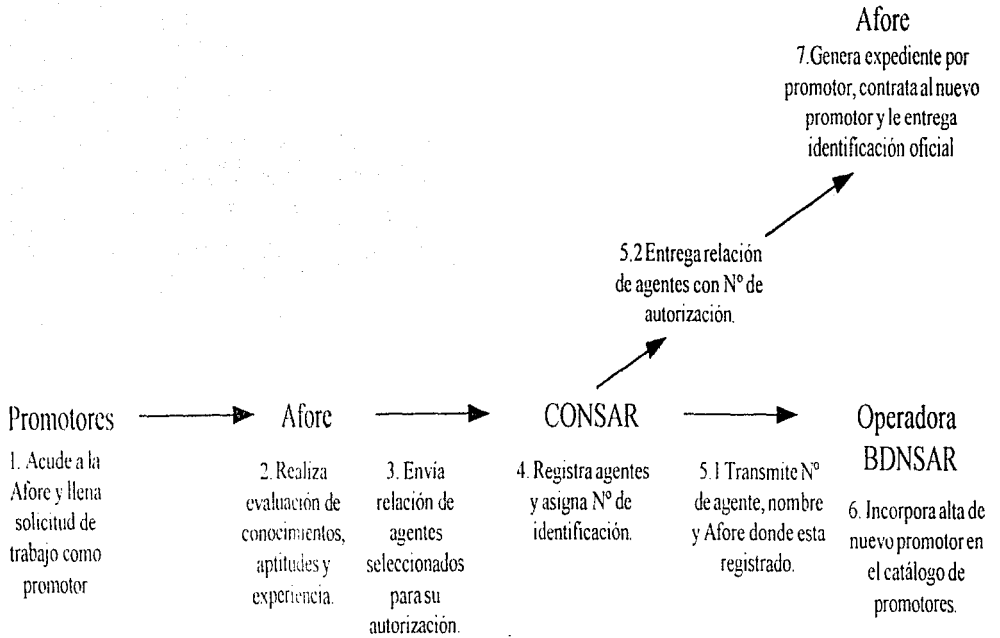 Afore
7.Genera expediente por
promotor, contrata al nuevo
promotor y le entrega
identificación oficial
5.2 Entrega relación
de agentes con Nº de
autorización.
Promotores
1. Acude a la
Afore y llena
solicitud de
trabajo como
promotor
Afore
2. Realiza
evaluación de
conocimientos,
aptitudes y
experiencia.
3. Envía
relación de
agentes
seleccionados
para su
autorización.
CONSAR
4. Registra agentes
y asigna Nº de
identificación.
5.1 Transmite Nº
de agente, nombre
y Afore donde esta
registrado.
Operadora
BDNSAR
6. Incorpora alta de
nuevo promotor en
el catálogo de
promotores.